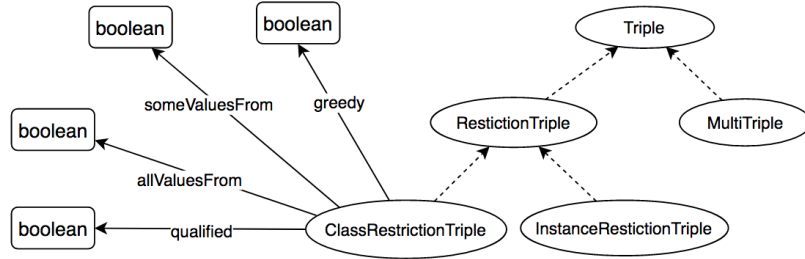 boolean
boolean
Triple
someValuesFrom
greedy
boolean
RestictionTriple
MultiTriple
allValuesFrom
boolean
qualified
ClassRestrictionTriple
InstanceRestictionTriple